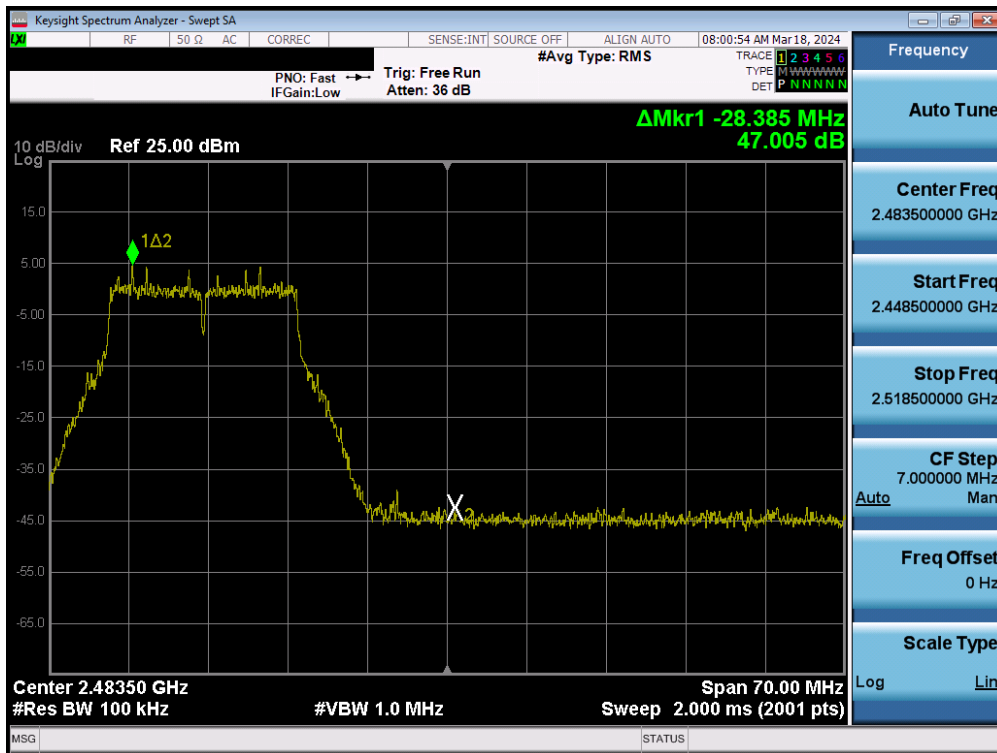 Keysight Spectrum Analyzer - Swept SA
LXI RF 50 Ω AC CORREC SENSE:INT SOURCE OFF ALIGN AUTO 08:00:54 AM Mar 18, 2024
Frequency
#Avg Type: RMS
TRACE 1 2 3 4 5 6
PNO: Fast Trig: Free Run
TYPE M WWWWW
IFGain:Low Atten: 36 dB
DET P N N N N N
Auto Tune
ΔMkr1 -28.385 MHz
47.005 dB
10 dB/div Ref 25.00 dBm
Log
Center Freq
2.483500000 GHz
15.0
1Δ2
5.00
Start Freq
2.448500000 GHz
-5.00
-15.0
Stop Freq
2.518500000 GHz
-25.0
-35.0
CF Step
7.000000 MHz
Auto Man
X2
-45.0
Freq Offset
0 Hz
-55.0
-65.0
Scale Type
Log Lin
Center 2.48350 GHz Span 70.00 MHz
#Res BW 100 kHz #VBW 1.0 MHz Sweep 2.000 ms (2001 pts)
MSG STATUS